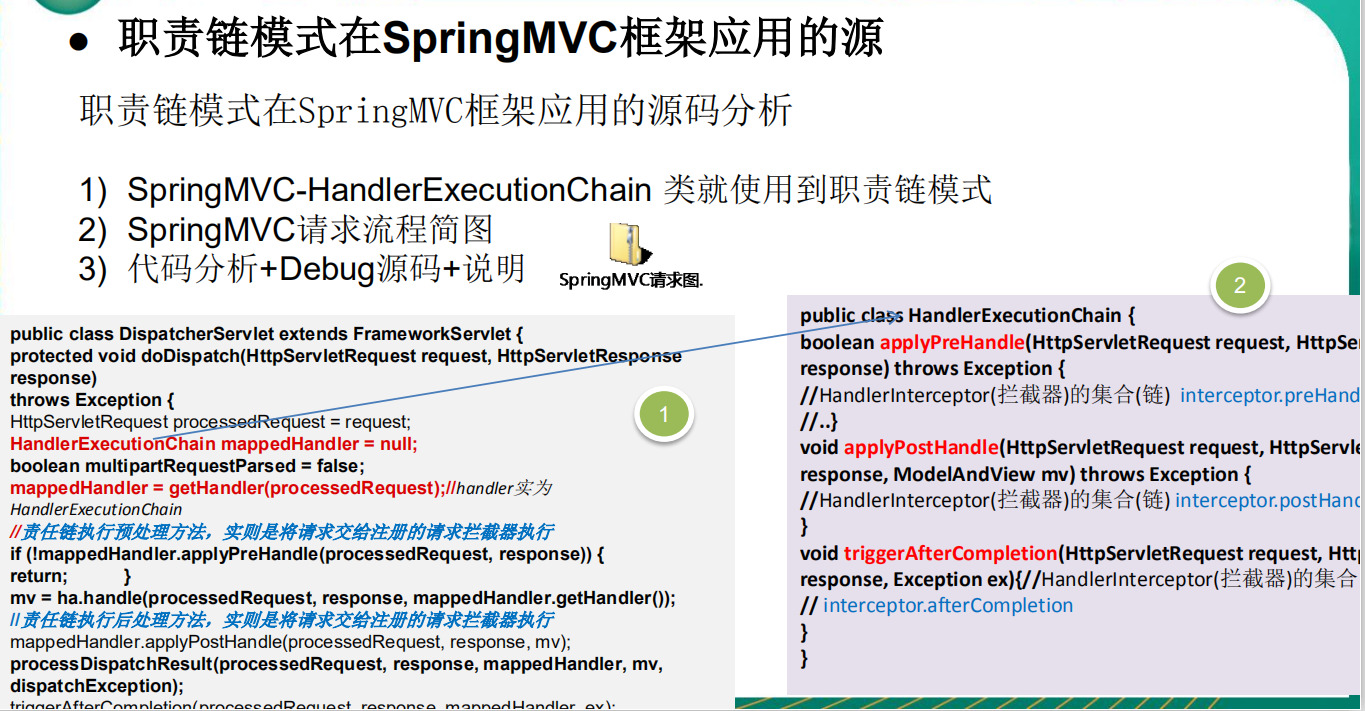 ● 职责链模式在SpringMVC框架应用的源
职责链模式在SpringMVC框架应用的源码分析
1) SpringMVC-HandlerExecutionChain 类就使用到职责链模式
2) SpringMVC请求流程简图
3) 代码分析+Debug源码+说明
SpringMVC请求图.
public class DispatcherServlet extends FrameworkServlet {
protected void doDispatch(HttpServletRequest request, HttpServletResponse
response)
throws Exception {
HttpServletRequest processedRequest = request;
HandlerExecutionChain mappedHandler = null;
boolean multipartRequestParsed = false;
mappedHandler = getHandler(processedRequest);//handler实为
HandlerExecutionChain
//责任链执行预处理方法，实则是将请求交给注册的请求拦截器执行
if (!mappedHandler.applyPreHandle(processedRequest, response)) {
return; }
mv = ha.handle(processedRequest, response, mappedHandler.getHandler());
//责任链执行后处理方法，实则是将请求交给注册的请求拦截器执行
mappedHandler.applyPostHandle(processedRequest, response, mv);
processDispatchResult(processedRequest, response, mappedHandler, mv,
dispatchException);
triggerAfterCompletion(processedRequest, response, mappedHandler, ex);
1
2
public class HandlerExecutionChain {
boolean applyPreHandle(HttpServletRequest request, HttpSe
response) throws Exception {
//HandlerInterceptor(拦截器)的集合(链) interceptor.preHand
//..}
void applyPostHandle(HttpServletRequest request, HttpServle
response, ModelAndView mv) throws Exception {
//HandlerInterceptor(拦截器)的集合(链) interceptor.postHand
}
void triggerAfterCompletion(HttpServletRequest request, Http
response, Exception ex){//HandlerInterceptor(拦截器)的集合
// interceptor.afterCompletion
}
}